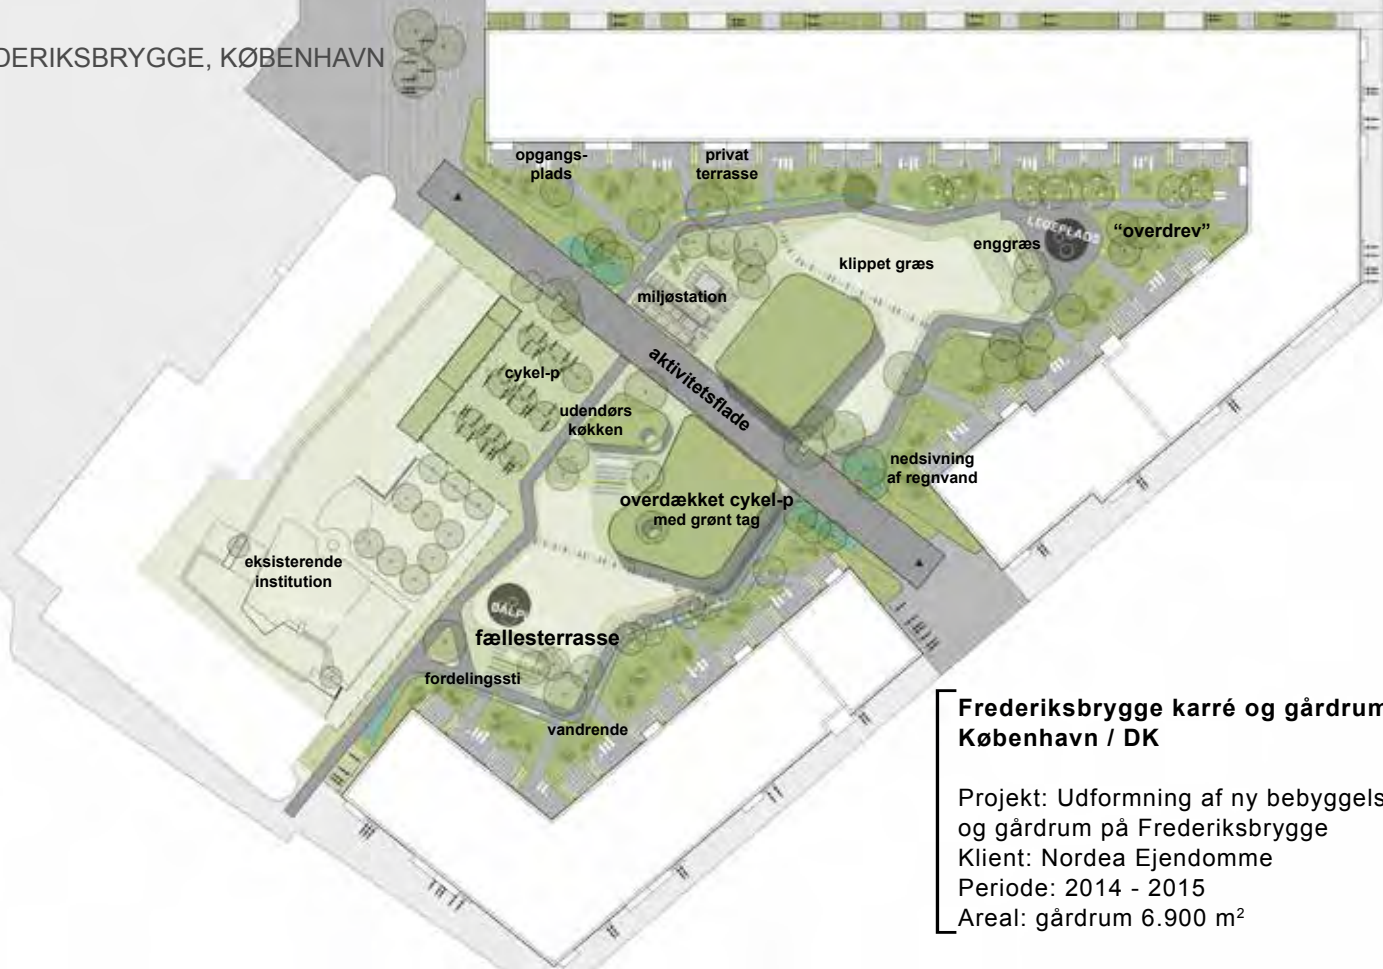 DERIKSBRYGGE, KØBENHAVN
opgangs-
plads
privat
terrasse
LEGEPLADS
“overdrev”
enggræs
klippet græs
miljøstation
aktivitetsflade
cykel-p
udendørs
køkken
nedsivning
af regnvand
overdækket cykel-p
med grønt tag
eksisterende
institution
BÅLP
fællesterrasse
fordelingssti
vandrende
Frederiksbrygge karré og gårdrum
København / DK
Projekt: Udformning af ny bebyggels
og gårdrum på Frederiksbrygge
Klient: Nordea Ejendomme
Periode: 2014 - 2015
Areal: gårdrum 6.900 m²